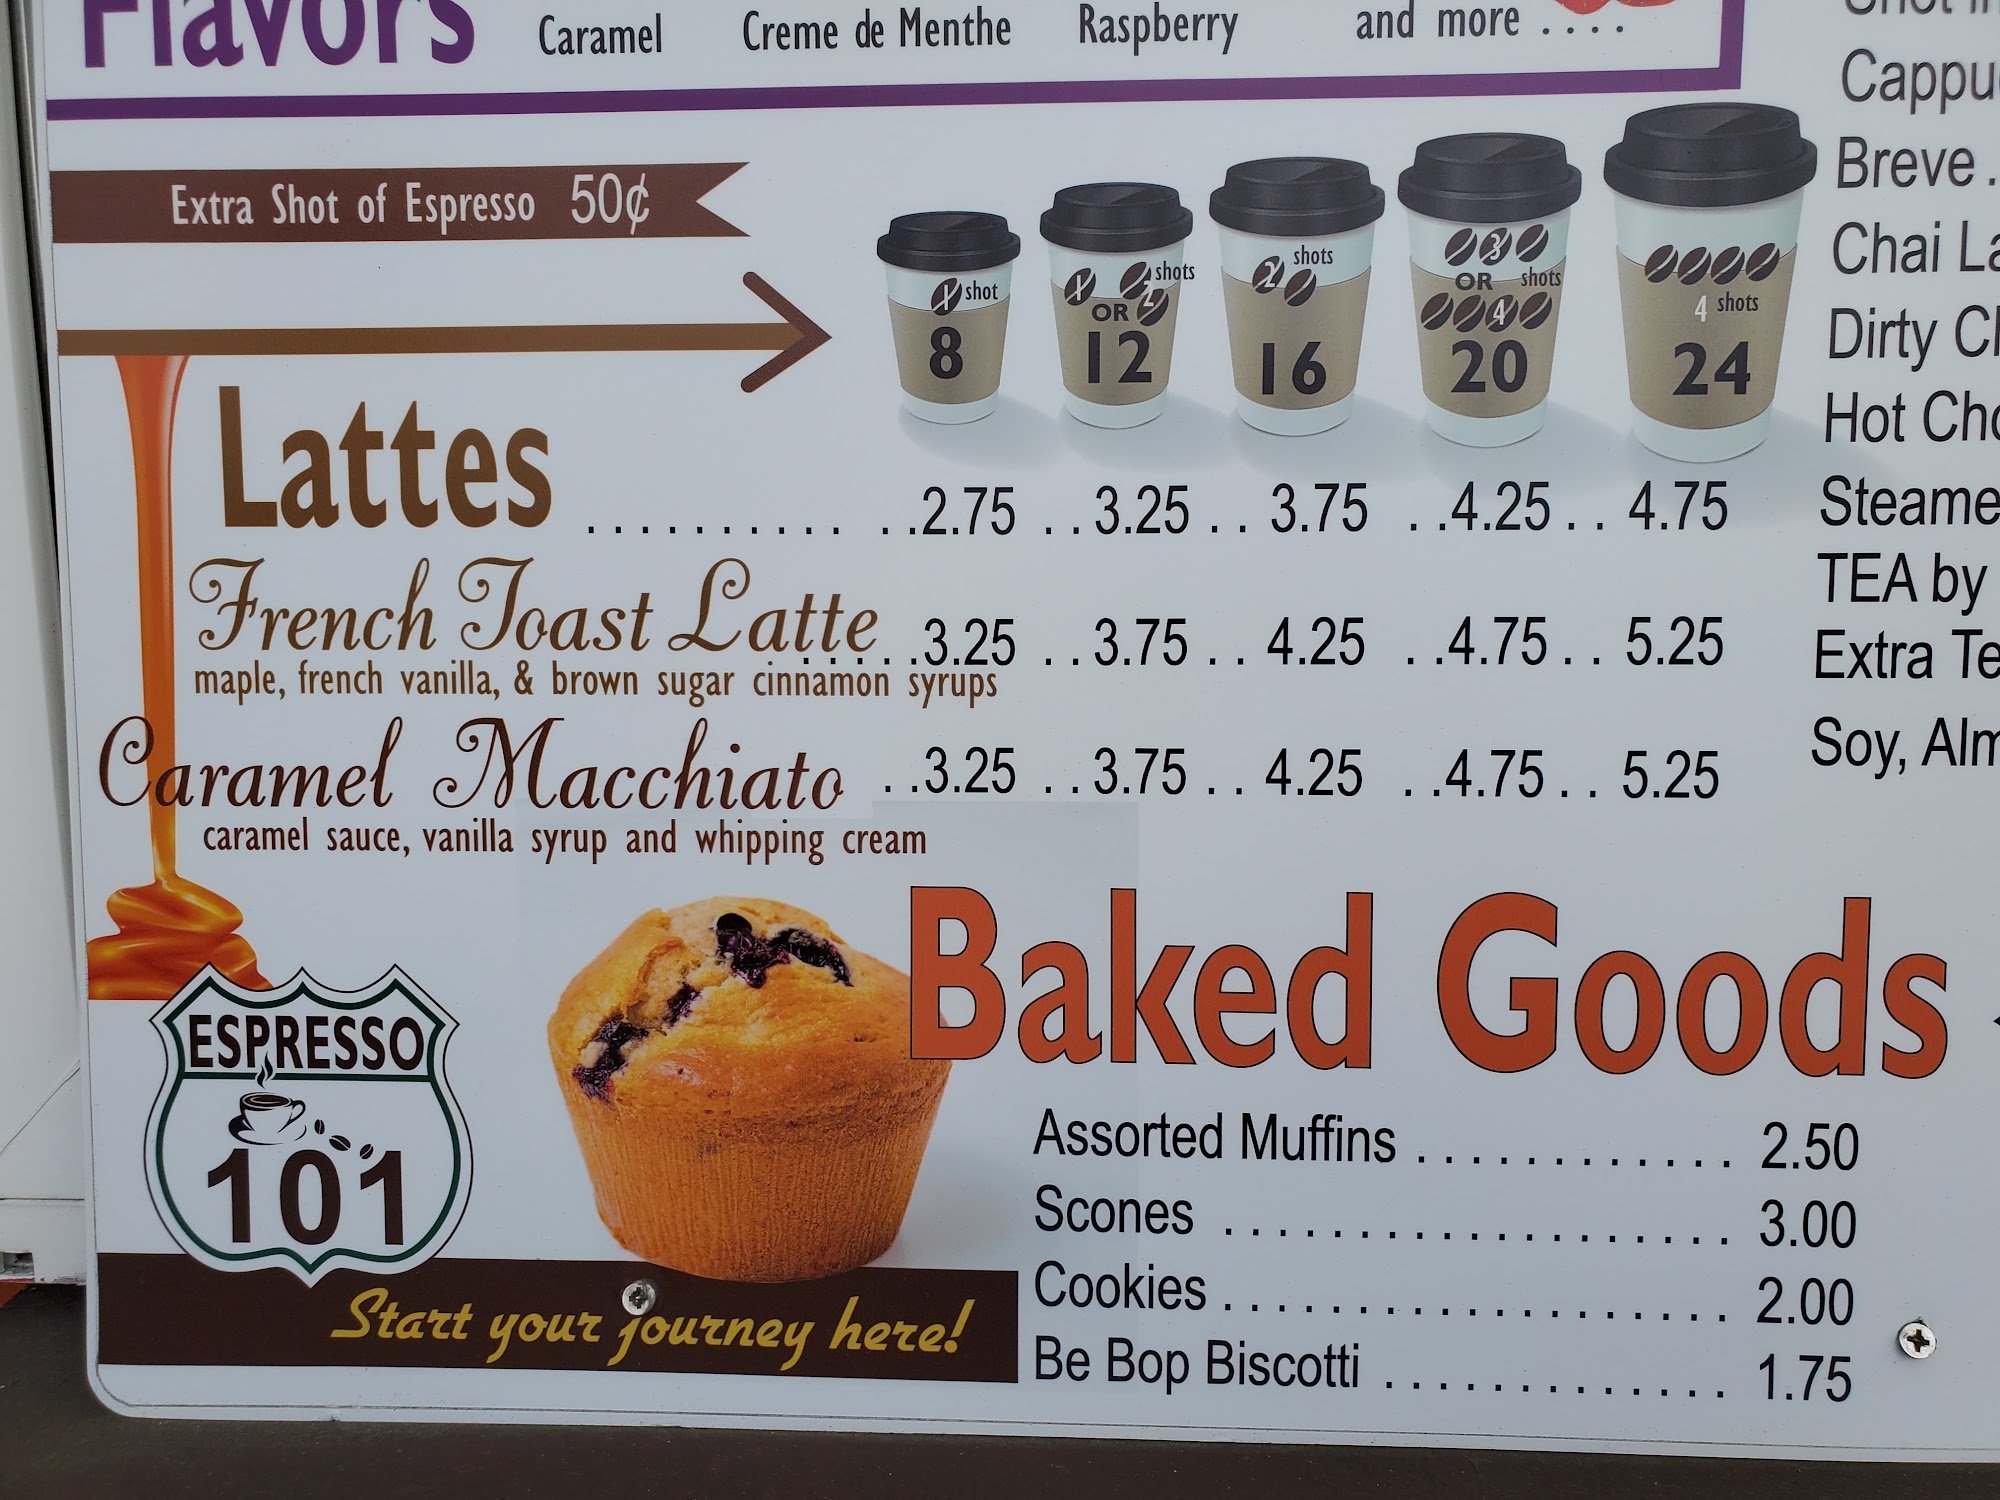 Flavors
Caramel Creme de Menthe Raspberry and more ....
Extra Shot of Espresso 50¢
1 shot
8
1 OR 2 shots
12
2 shots
16
3 OR 4 shots
20
4 shots
24
Lattes .......... ..2.75 ..3.25 .. 3.75 ..4.25 .. 4.75
French Toast Latte .....3.25 ..3.75 .. 4.25 ..4.75 .. 5.25
maple, french vanilla, & brown sugar cinnamon syrups
Caramel Macchiato ..3.25 ..3.75 .. 4.25 ..4.75 .. 5.25
caramel sauce, vanilla syrup and whipping cream
Breve .
Chai La
Dirty
Hot
Steame
TEA by
Extra Te
Soy, Alm
Baked Goods
Assorted Muffins ............ 2.50
Scones ................... 3.00
Cookies ................... 2.00
Be Bop Biscotti ............. 1.75
ESPRESSO
101
Start your journey here!